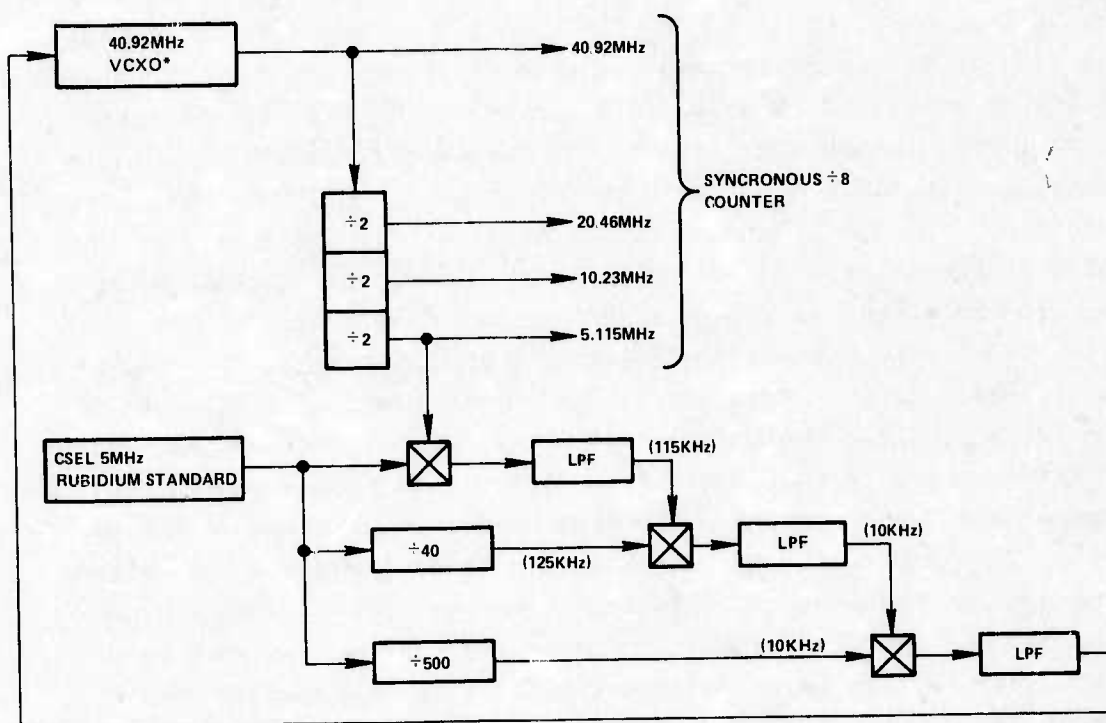 40.92MHz
VCXO*
40.92MHz
SYNCRONOUS ÷8
COUNTER
÷2
20.46MHz
÷2
10.23MHz
÷2
5.115MHz
CSEL 5MHz
RUBIDIUM STANDARD
LPF
(115KHz)
÷40
(125KHz)
LPF
(10KHz)
÷500
(10KHz)
LPF